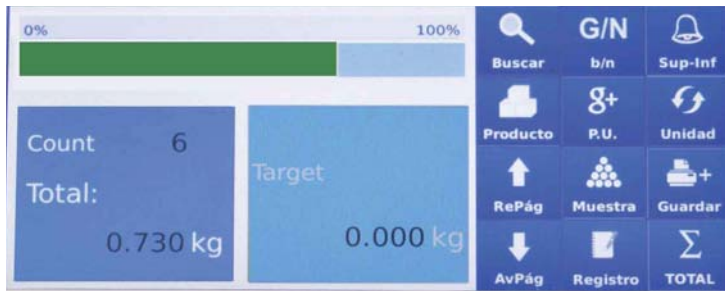 0% 100%
Count 6
Total:
0.730 kg
Target
0.000 kg
G/N
Buscar b/n Sup-Inf
g+
Producto P.U. Unidad
+
RePág Muestra Guardar
Σ
AvPág Registro TOTAL